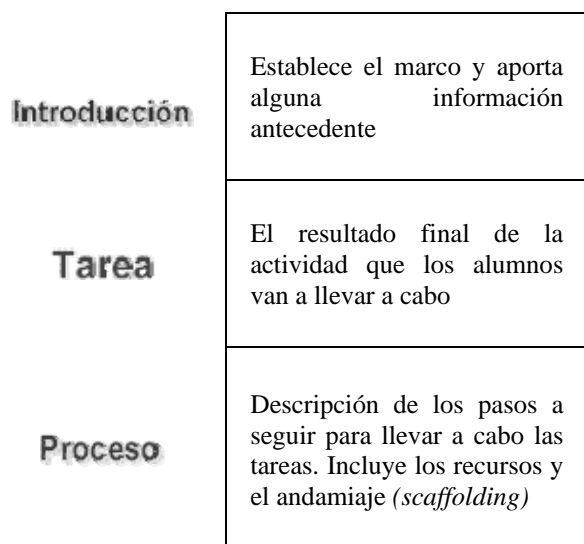 Introducción
Establece el marco y aporta
alguna información
antecedente
Tarea
El resultado final de la
actividad que los alumnos
van a llevar a cabo
Proceso
Descripción de los pasos a
seguir para llevar a cabo las
tareas. Incluye los recursos y
el andamiaje (scaffolding)